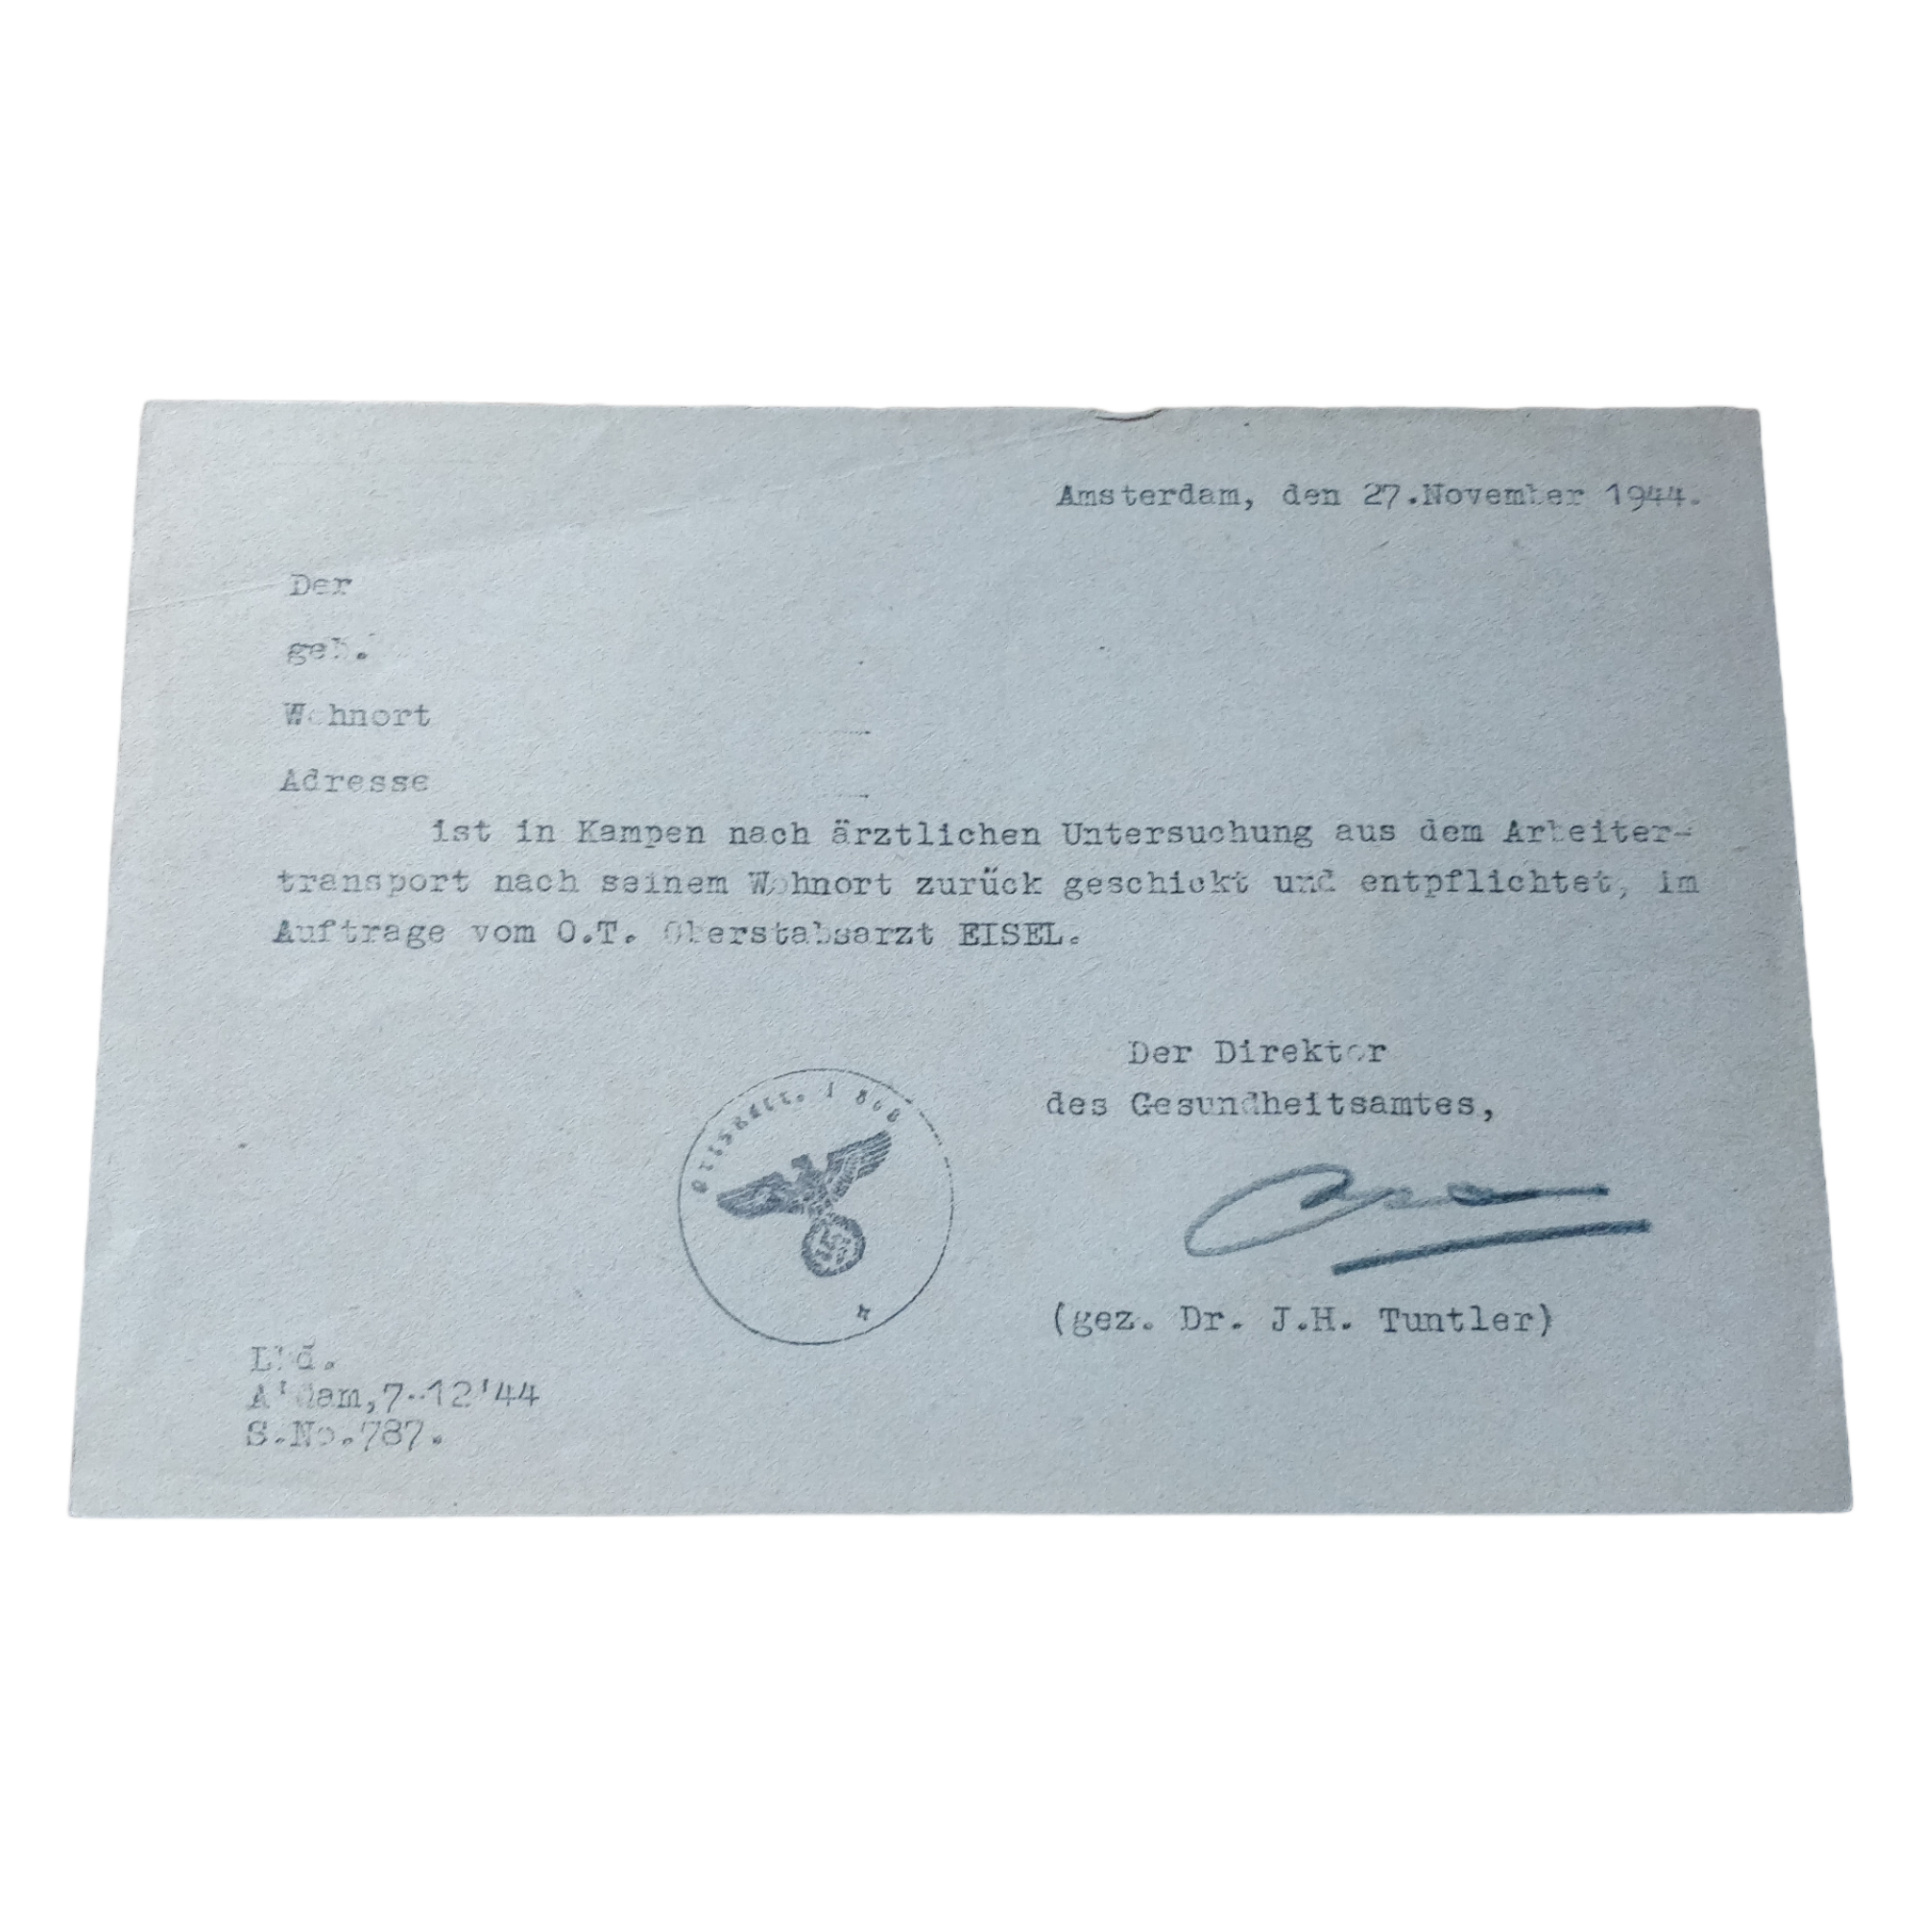 Amsterdam, den 27.November 1944.
Der
geb.
Wohnort
Adresse
ist in Kampen nach ärztlichen Untersuchung aus dem Arbeiter-
transport nach seinem Wohnort zurück geschickt und entpflichtet, im
Auftrage vom O.T. Oberstabsarzt EISEL.
Der Direktor
des Gesundheitsamtes,
(gez. Dr. J.H. Tuntler)
A'dam,7-12'44
S.No.787.